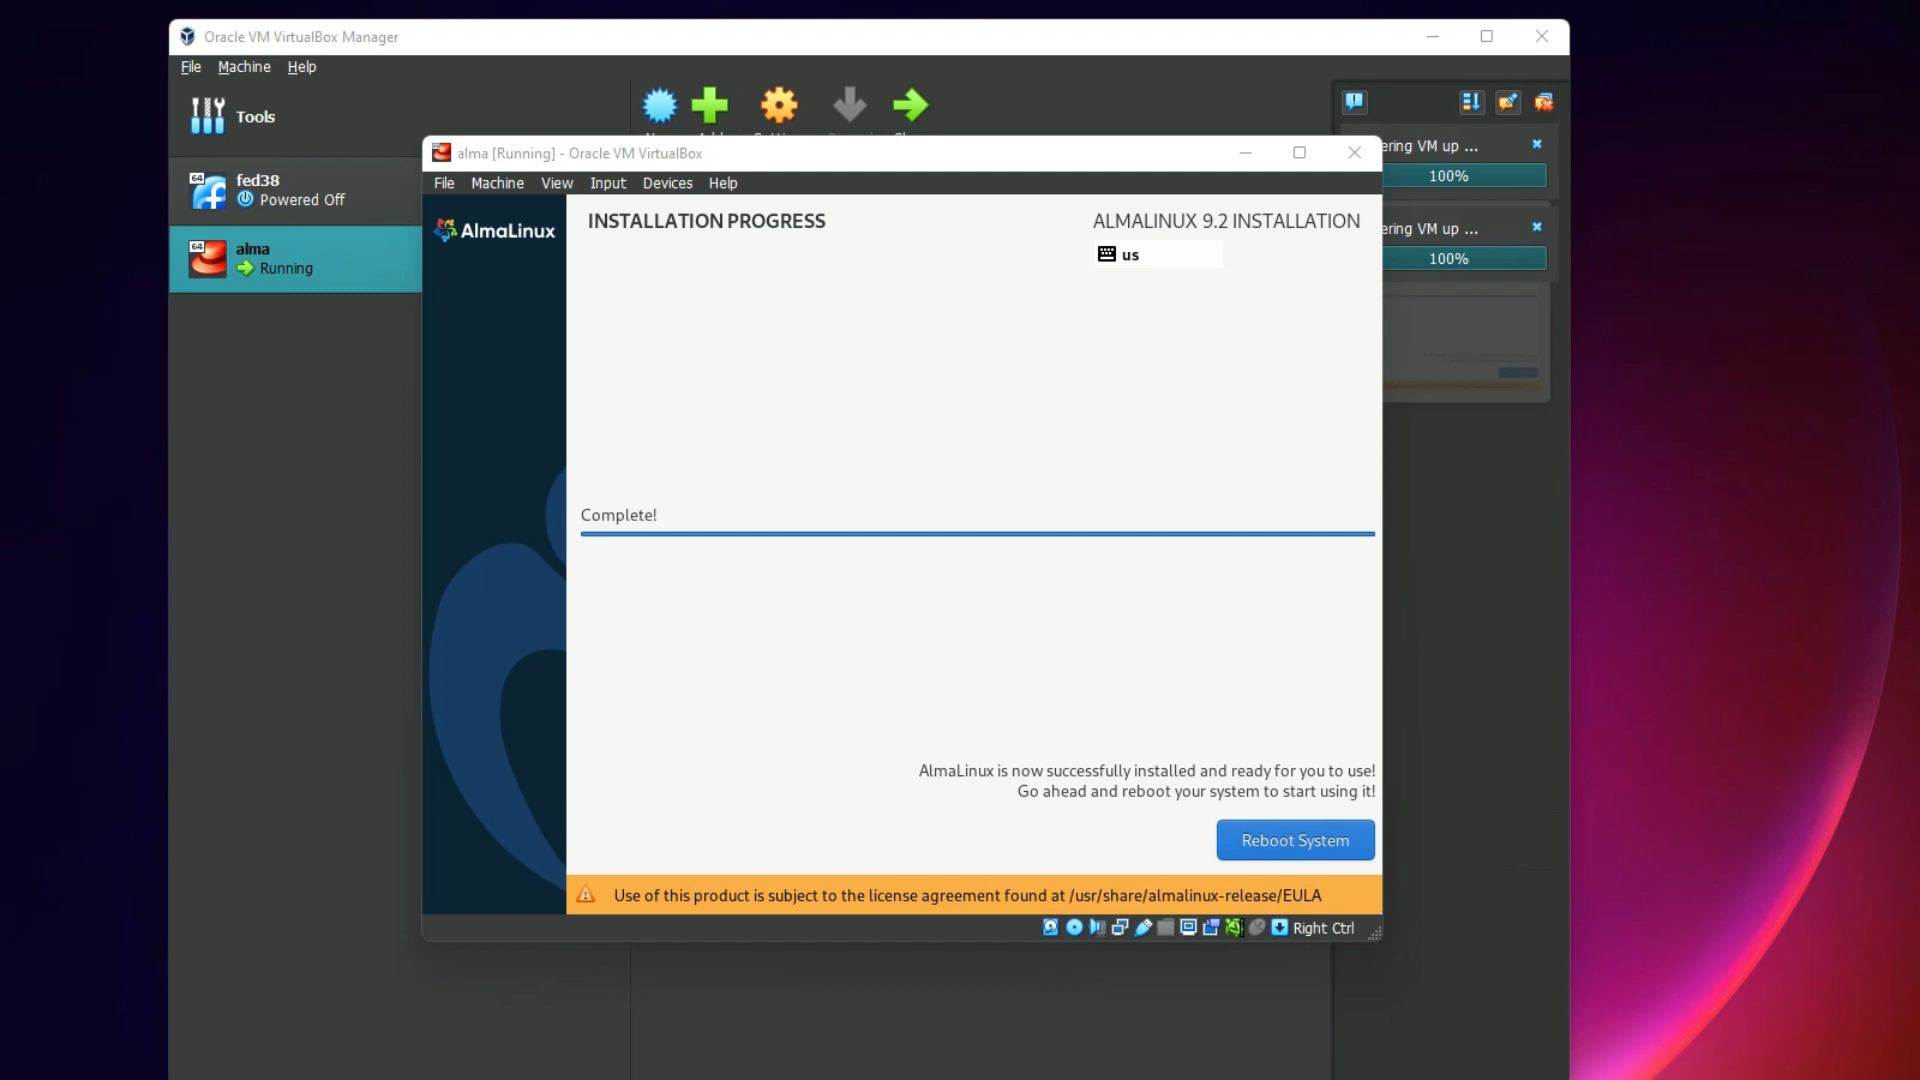 Oracle VM VirtualBox Manager
File Machine Help
Tools
64
fed38
Powered Off
64
alma
Running
alma [Running] - Oracle VM VirtualBox
File Machine View Input Devices Help
AlmaLinux
INSTALLATION PROGRESS
ALMALINUX 9.2 INSTALLATION
us
Complete!
AlmaLinux is now successfully installed and ready for you to use!
Go ahead and reboot your system to start using it!
Reboot System
Use of this product is subject to the license agreement found at /usr/share/almalinux-release/EULA
Right Ctrl
VM up ...
100%
VM up ...
100%